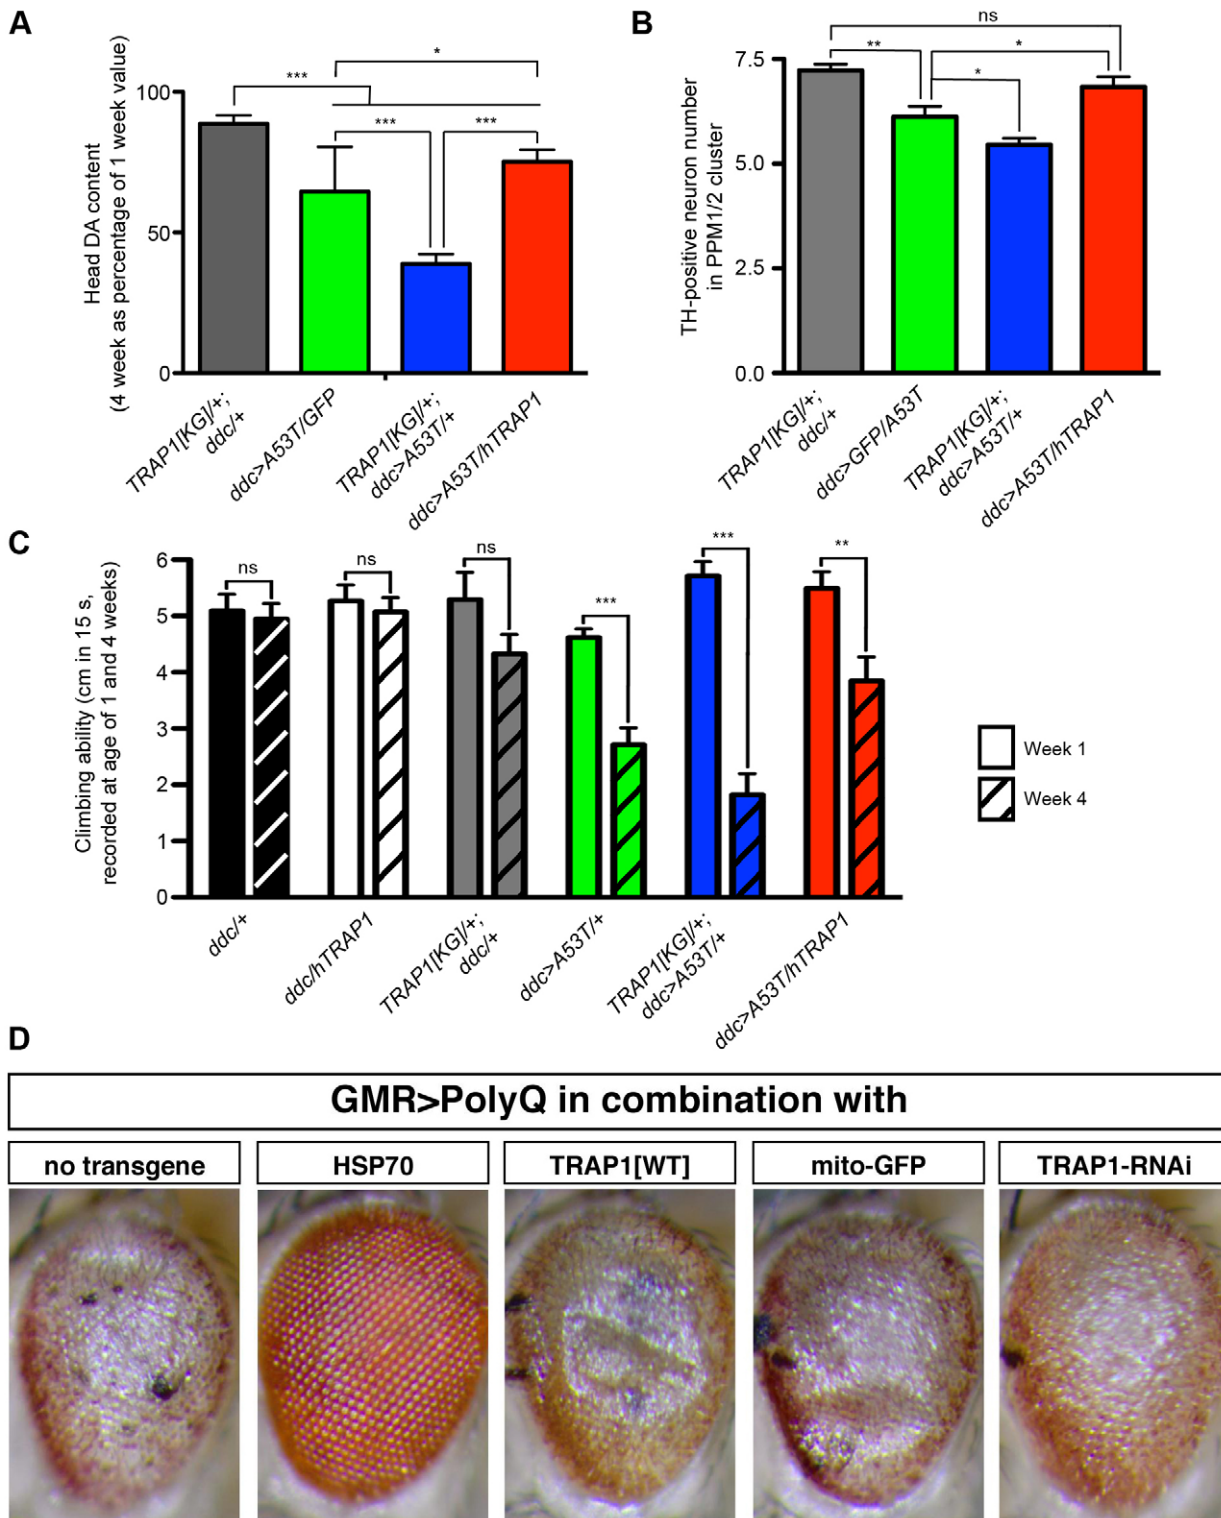 A
Head DA content
(4 week as percentage of 1 week value)
100
50
0
***
*
***
***
TRAP1[KG]/+;
ddc/+
ddc>A53T/GFP
TRAP1[KG]/+;
ddc>A53T/+
ddc>A53T/hTRAP1
B
TH-positive neuron number
in PPM1/2 cluster
7.5
5.0
2.5
0.0
ns
**
*
*
TRAP1[KG]/+;
ddc/+
ddc>GFP/A53T
TRAP1[KG]/+;
ddc>A53T/+
ddc>A53T/hTRAP1
C
Climbing ability (cm in 15 s,
recorded at age of 1 and 4 weeks)
6
5
4
3
2
1
0
ns
ns
ns
***
***
**
ddc/+
ddc/hTRAP1
TRAP1[KG]/+;
ddc/+
ddc>A53T/+
TRAP1[KG]/+;
ddc>A53T/+
ddc>A53T/hTRAP1
Week 1
Week 4
D
GMR>PolyQ in combination with
no transgene
HSP70
TRAP1[WT]
mito-GFP
TRAP1-RNAi